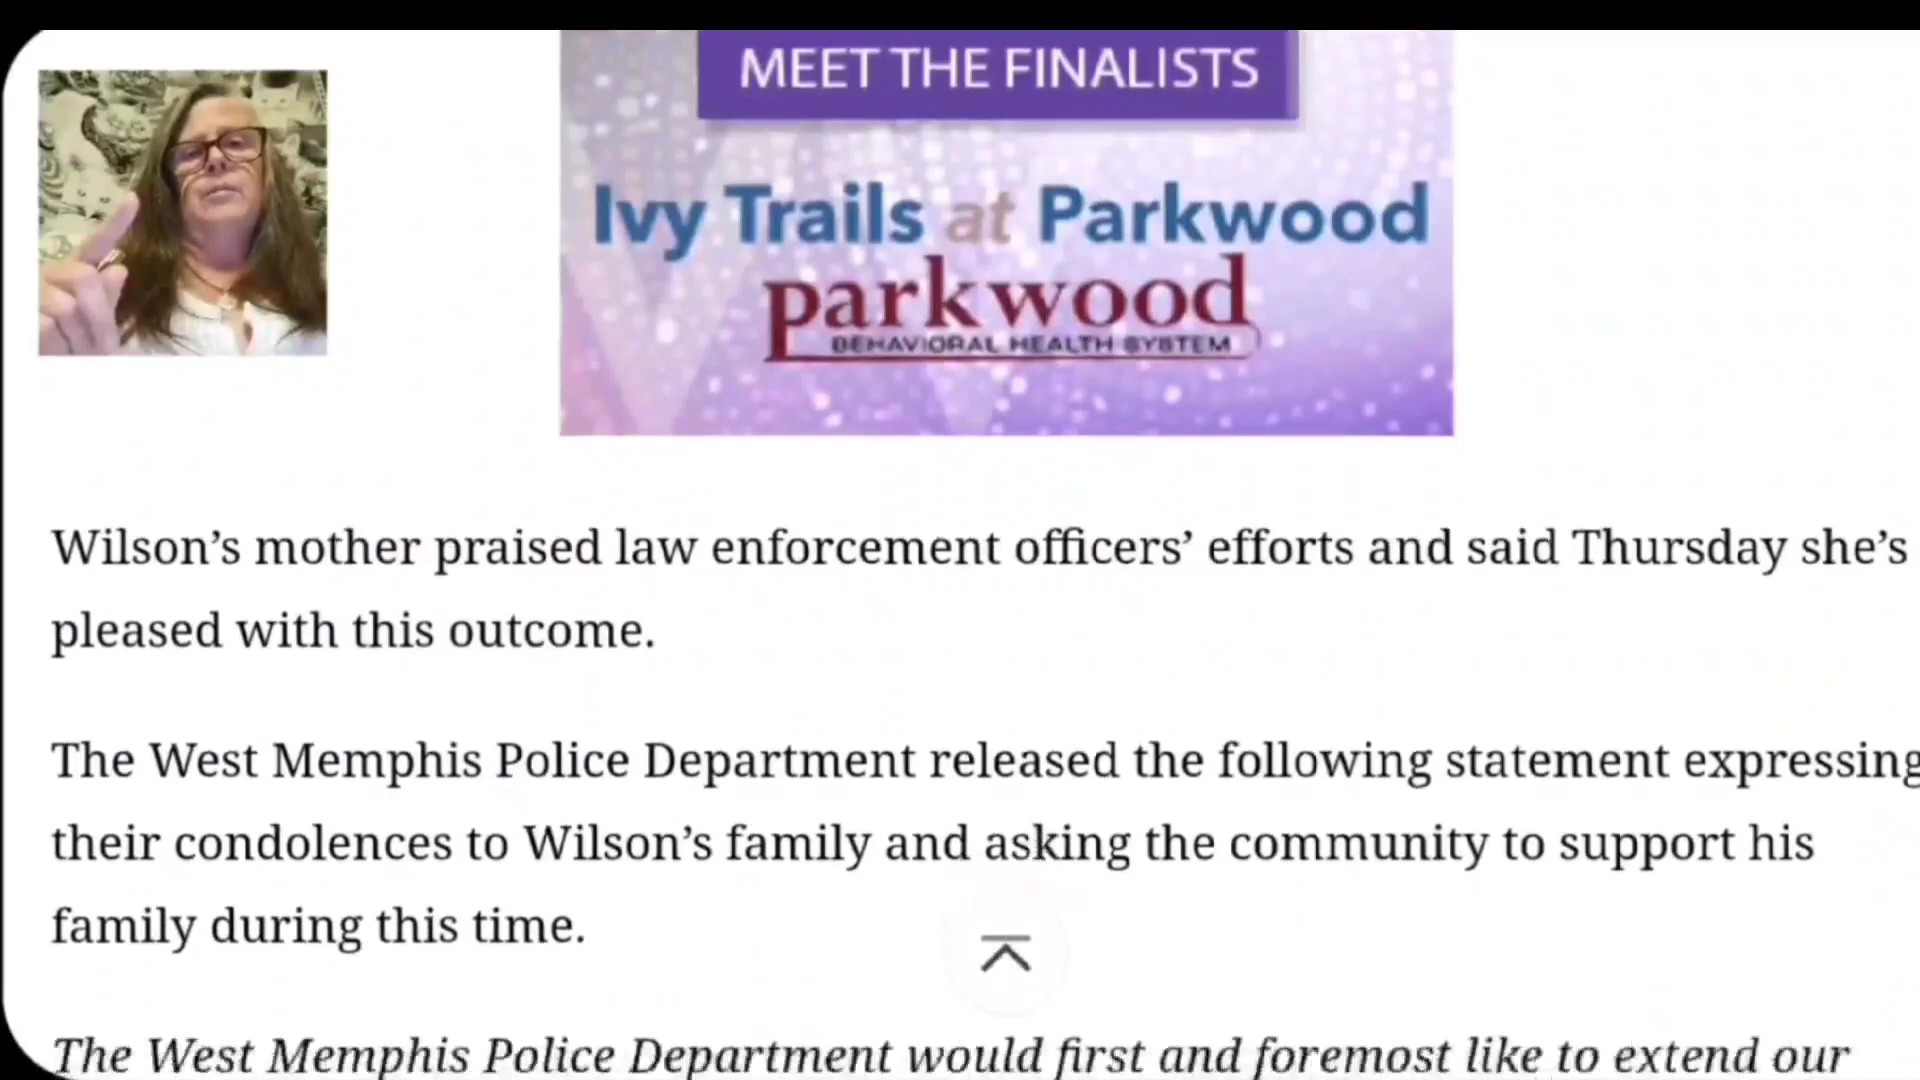 MEET THE FINALISTS
Ivy Trails at Parkwood
parkwood
BEHAVIORAL HEALTH SYSTEM
Wilson’s mother praised law enforcement officers’ efforts and said Thursday she’s
pleased with this outcome.
The West Memphis Police Department released the following statement expressing
their condolences to Wilson’s family and asking the community to support his
family during this time.
The West Memphis Police Department would first and foremost like to extend our